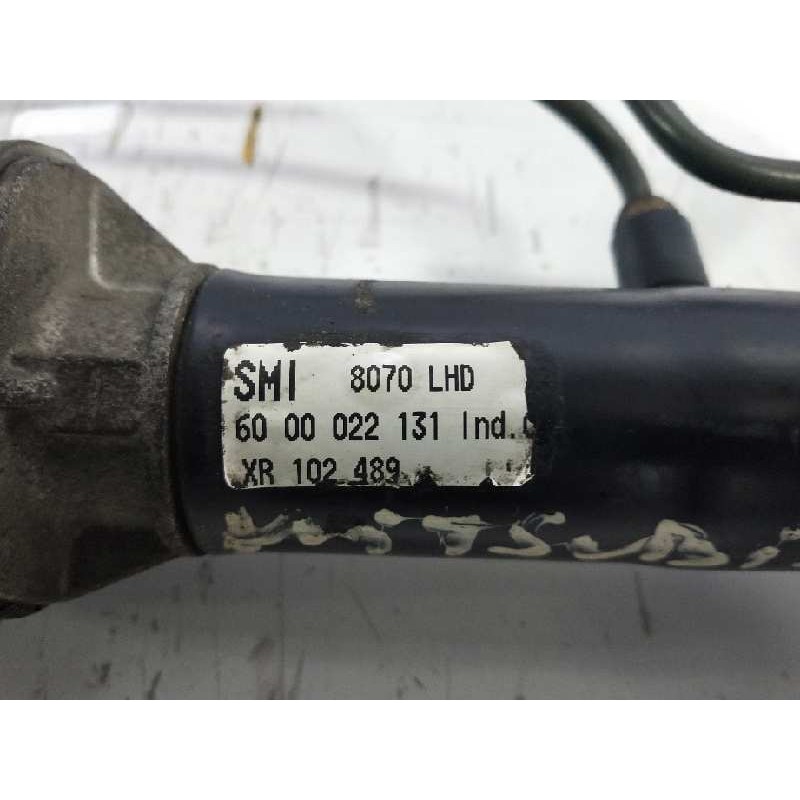 SMI 8070 LHD
60 00 022 131 Ind.
XR 102 489